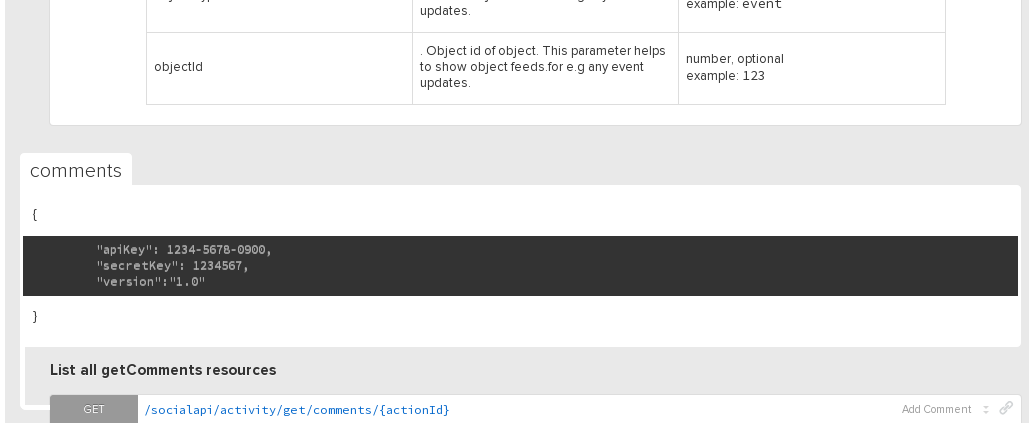 updates.
example: event
objectId
. Object id of object. This parameter helps
to show object feeds.for e.g any event
updates.
number, optional
example: 123
comments
{
"apiKey": 1234-5678-0900,
"secretKey": 1234567,
"version":"1.0"
}
List all getComments resources
GET
/socialapi/activity/get/comments/{actionId}
Add Comment